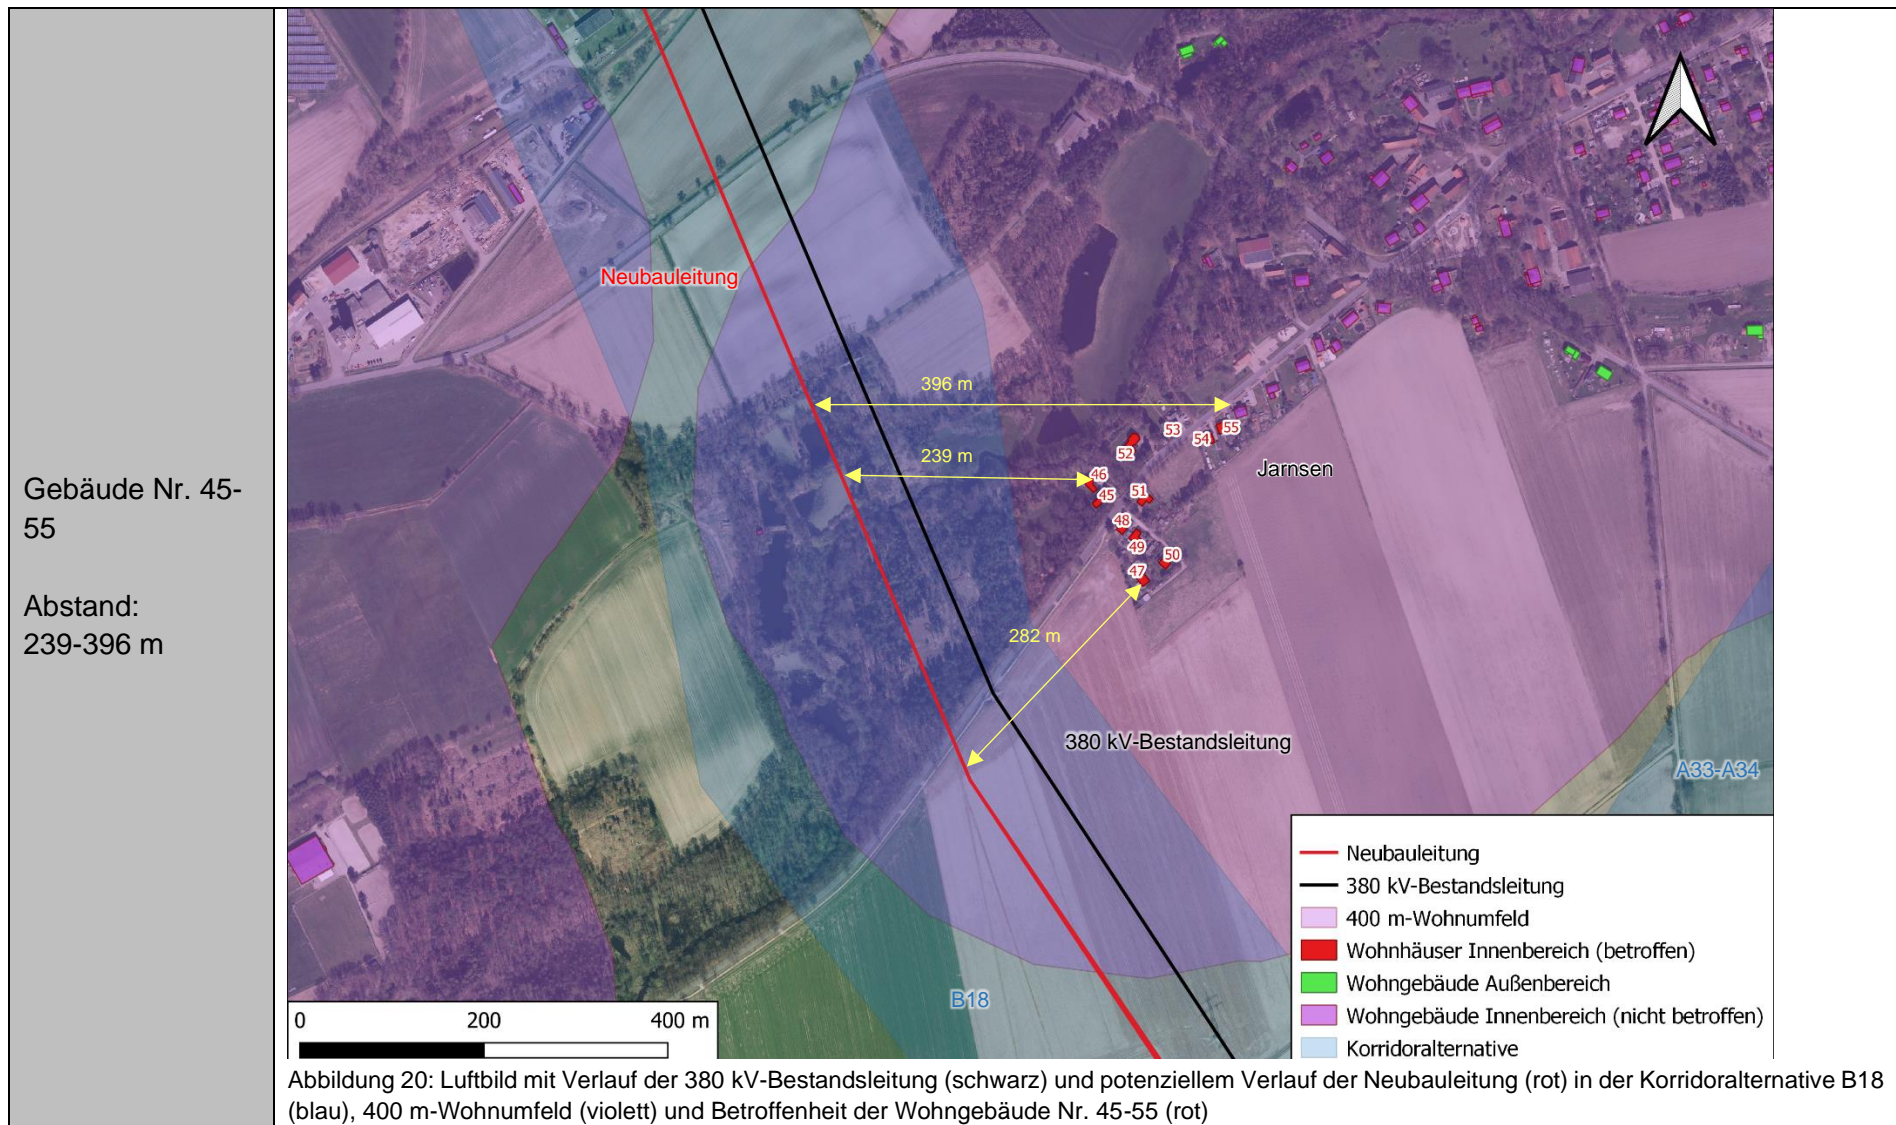 Gebäude Nr. 45-
55
Abstand:
239-396 m
Neubauleitung
396 m
239 m
53
54
55
52
46
45
51
48
49
50
47
Jarnsen
282 m
380 kV-Bestandsleitung
A33-A34
B18
0 200 400 m
Neubauleitung
380 kV-Bestandsleitung
400 m-Wohnumfeld
Wohnhäuser Innenbereich (betroffen)
Wohngebäude Außenbereich
Wohngebäude Innenbereich (nicht betroffen)
Korridoralternative
Abbildung 20: Luftbild mit Verlauf der 380 kV-Bestandsleitung (schwarz) und potenziellem Verlauf der Neubauleitung (rot) in der Korridoralternative B18
(blau), 400 m-Wohnumfeld (violett) und Betroffenheit der Wohngebäude Nr. 45-55 (rot)